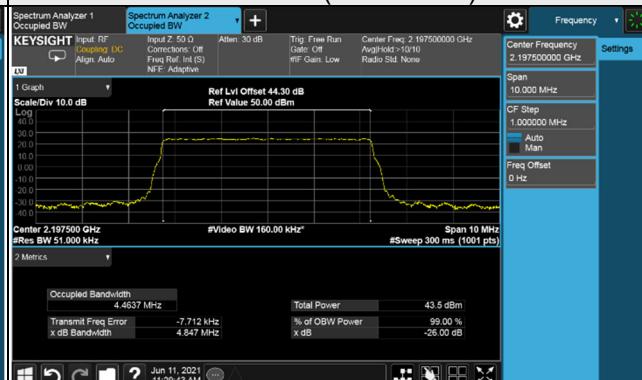 Spectrum Analyzer 1
Occupied BW
Spectrum Analyzer 2
Occupied BW
Frequency
KEYSIGHT
Input: RF
Coupling: DC
Align: Auto
Input Z: 50 Ω
Corrections: Off
Freq Ref: Int (S)
NFE: Adaptive
Atten: 30 dB
Trig: Free Run
Gate: Off
#IF Gain: Low
Center Freq: 2.197500000 GHz
Avg|Hold:>10/10
Radio Std: None
LXI
Center Frequency
2.197500000 GHz
Settings
Span
10.000 MHz
CF Step
1.000000 MHz
Auto
Man
Freq Offset
0 Hz
1 Graph
Scale/Div 10.0 dB
Ref Lvl Offset 44.30 dB
Ref Value 50.00 dBm
Log
40.0
30.0
20.0
10.0
0.00
-10.0
-20.0
-30.0
-40.0
Center 2.197500 GHz
#Res BW 51.000 kHz
#Video BW 160.00 kHz*
Span 10 MHz
#Sweep 300 ms (1001 pts)
2 Metrics
Occupied Bandwidth
4.4637 MHz
Total Power 43.5 dBm
Transmit Freq Error -7.712 kHz
% of OBW Power 99.00 %
x dB Bandwidth 4.847 MHz
x dB -26.00 dB
?
Jun 11, 2021